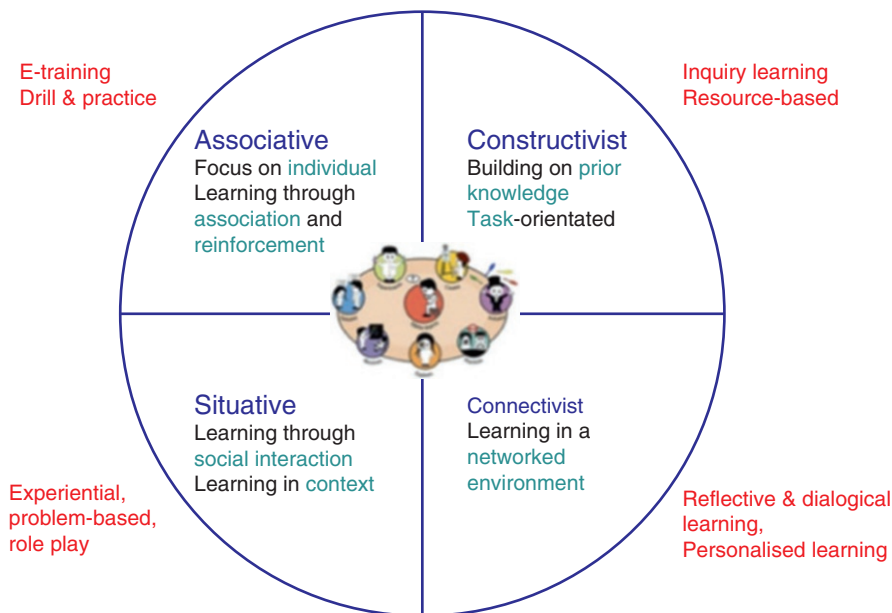 E-training
Drill & practice
Inquiry learning
Resource-based
Associative
Focus on individual
Learning through
association and
reinforcement
Constructivist
Building on prior
knowledge
Task-orientated
Situative
Learning through
social interaction
Learning in context
Connectivist
Learning in a
networked
environment
Experiential,
problem-based,
role play
Reflective & dialogical
learning,
Personalised learning